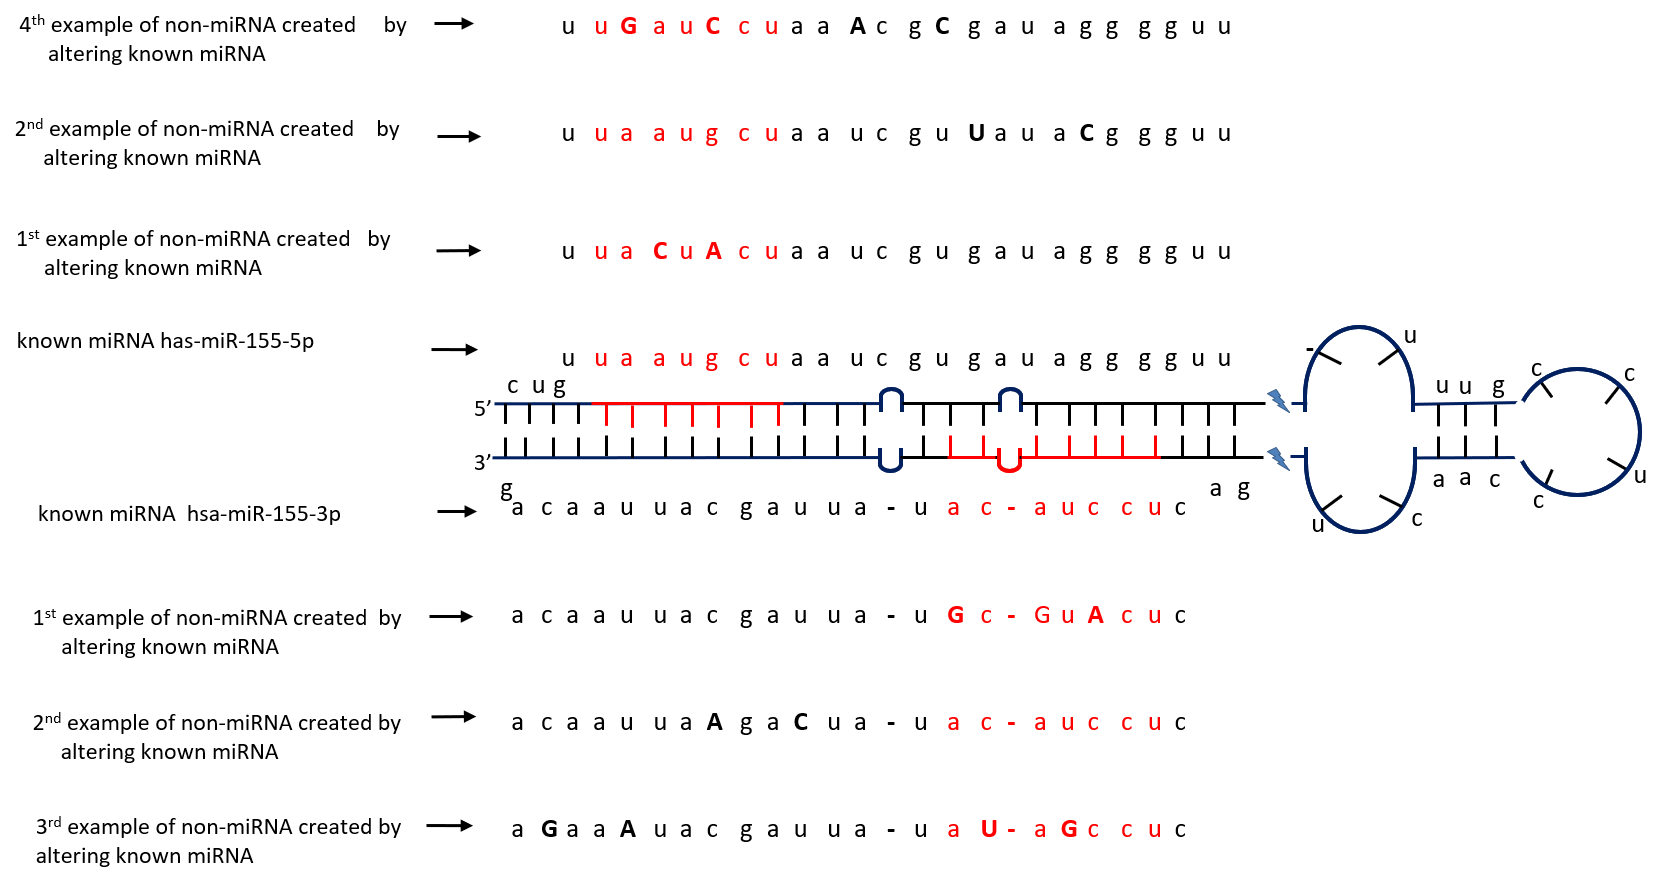 4th example of non-miRNA created by → u u G a u C c u a a A c g C g a u a g g g g u u
altering known miRNA
2nd example of non-miRNA created by → u u a a u g c u a a u c g u U a u a C g g g u u
altering known miRNA
1st example of non-miRNA created by → u u a C u A c u a a u c g u g a u a g g g g u u
altering known miRNA
known miRNA has-miR-155-5p → u u a a u g c u a a u c g u g a u a g g g g u u
- u
c u g
u u g c c
5’
3’
g
a g
a a c c u
u c
known miRNA hsa-miR-155-3p → a c a a u u a c g a u u a - u a c - a u c c u c
1st example of non-miRNA created by → a c a a u u a c g a u u a - u G c - G u A c u c
altering known miRNA
2nd example of non-miRNA created by → a c a a u u a A g a C u a - u a c - a u c c u c
altering known miRNA
3rd example of non-miRNA created by → a G a a A u a c g a u u a - u a U - a G c c u c
altering known miRNA